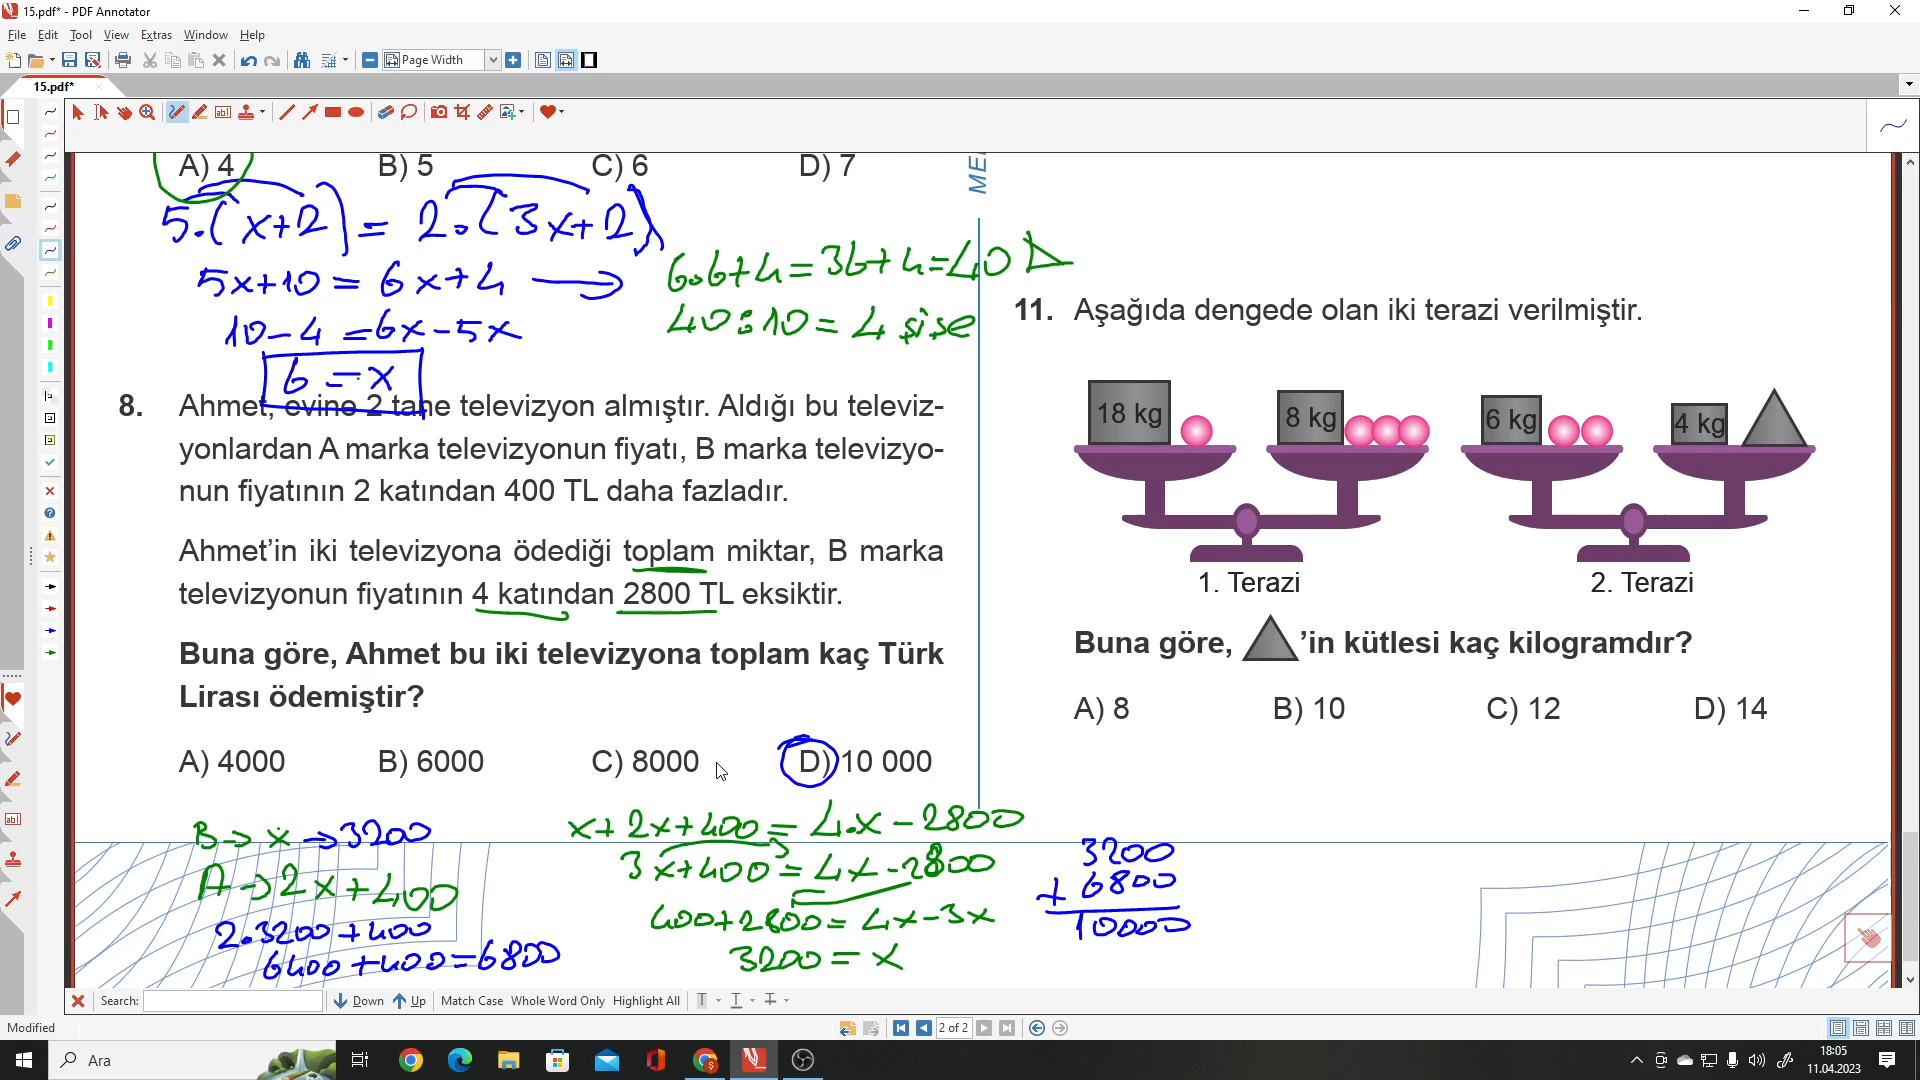 15.pdf* - PDF Annotator
File Edit Tool View Extras Window Help
Page Width
15.pdf*
A) 4 B) 5 C) 6 D) 7
5.(x+2) = 2.(3x+2)
5x+10 = 6x+4
10-4 = 6x-5x
6 = x
6.6+4=36+4=40 L
40:10 = 4 şişe
8. Ahmet, evine 2 tane televizyon almıştır. Aldığı bu televiz-
yonlardan A marka televizyonun fiyatı, B marka televizyo-
nun fiyatının 2 katından 400 TL daha fazladır.
Ahmet’in iki televizyona ödediği toplam miktar, B marka
televizyonun fiyatının 4 katından 2800 TL eksiktir.
Buna göre, Ahmet bu iki televizyona toplam kaç Türk
Lirası ödemiştir?
A) 4000 B) 6000 C) 8000 D) 10 000
B → x → 3200
A → 2x+400
2.3200+400
6400+400=6800
x+2x+400 = 4.x-2800
3x+400 = 4x-2800
400+2800 = 4x-3x
3200 = x
3200
+ 6800
10000
11. Aşağıda dengede olan iki terazi verilmiştir.
18 kg 8 kg 6 kg 4 kg
1. Terazi 2. Terazi
Buna göre, ’in kütlesi kaç kilogramdır?
A) 8 B) 10 C) 12 D) 14
Search: Down Up Match Case Whole Word Only Highlight All
Modified
2 of 2
Ara
18:05
11.04.2023